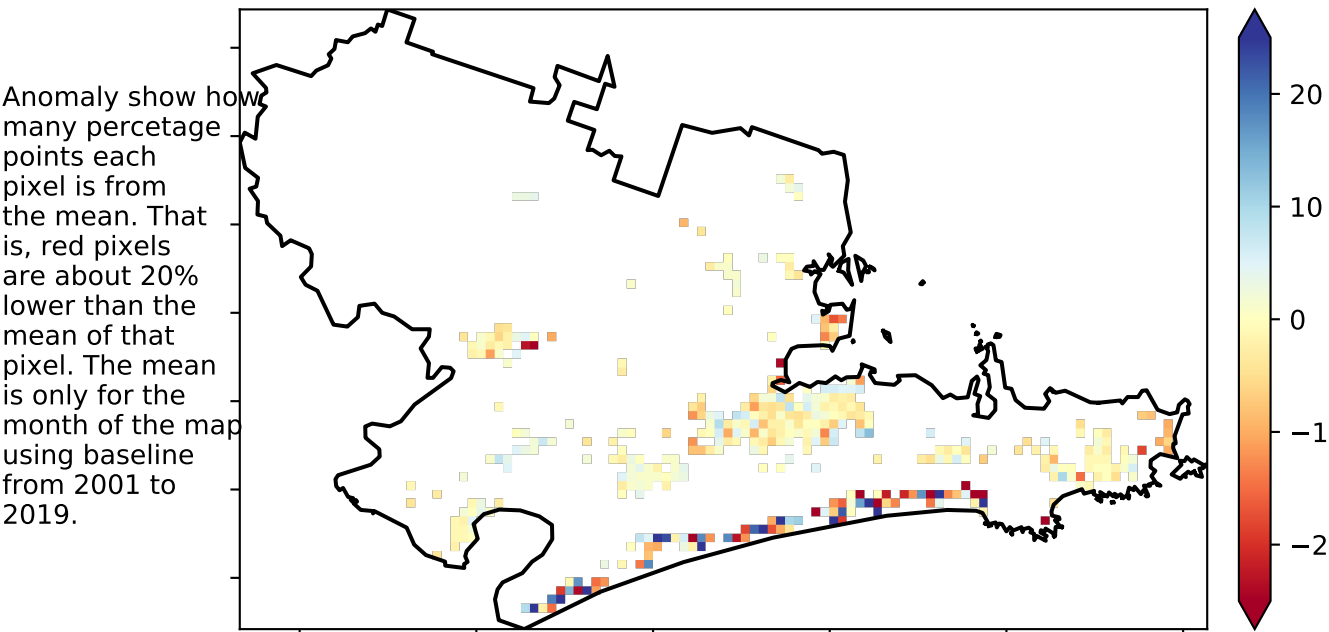 Anomaly show how
many percetage
points each
pixel is from
the mean. That
is, red pixels
are about 20%
lower than the
mean of that
pixel. The mean
is only for the
month of the map
using baseline
from 2001 to
2019.
20
10
0
−1
−2